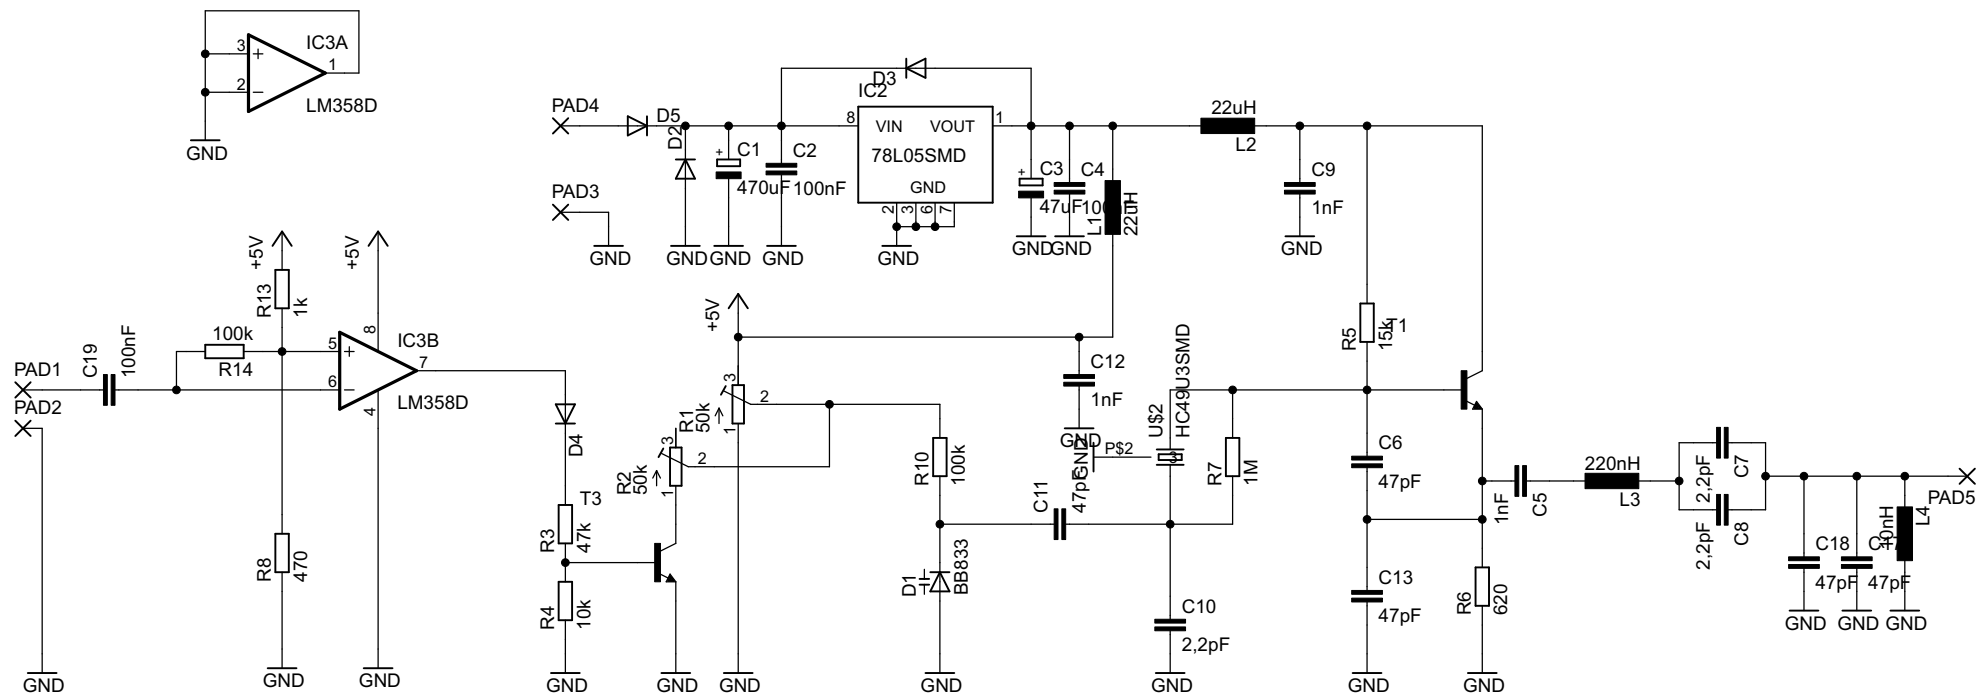 IC3A
3
2
1
LM358D
GND
PAD4
D5
D2
PAD3
GND
GND
C1
470uF
GND
C2
100nF
GND
D3
IC2
8
VIN
VOUT
1
78L05SMD
GND
2
3
6
7
GND
C3
47uF
GND
C4
100nF
GND
L1
22uH
22uH
L2
C9
1nF
GND
+5V
R13
1k
+5V
100k
R14
C19
100nF
PAD1
PAD2
GND
5
6
8
4
7
IC3B
LM358D
R8
470
GND
GND
D4
R3
47k
T3
R4
10k
GND
GND
+5V
R1
50k
3
2
1
R2
50k
3
2
1
GND
R10
100k
D1
BB833
GND
C11
47pF
C12
1nF
GND
GND
P$2
U$2
HC49U3SMD
3
R7
1M
C10
2,2pF
GND
R5
15k
T1
C6
47pF
C13
47pF
GND
R6
620
GND
1nF
C5
220nH
L3
2,2pF
C7
2,2pF
C8
C18
47pF
GND
47pF
GND
L4
GND
PAD5